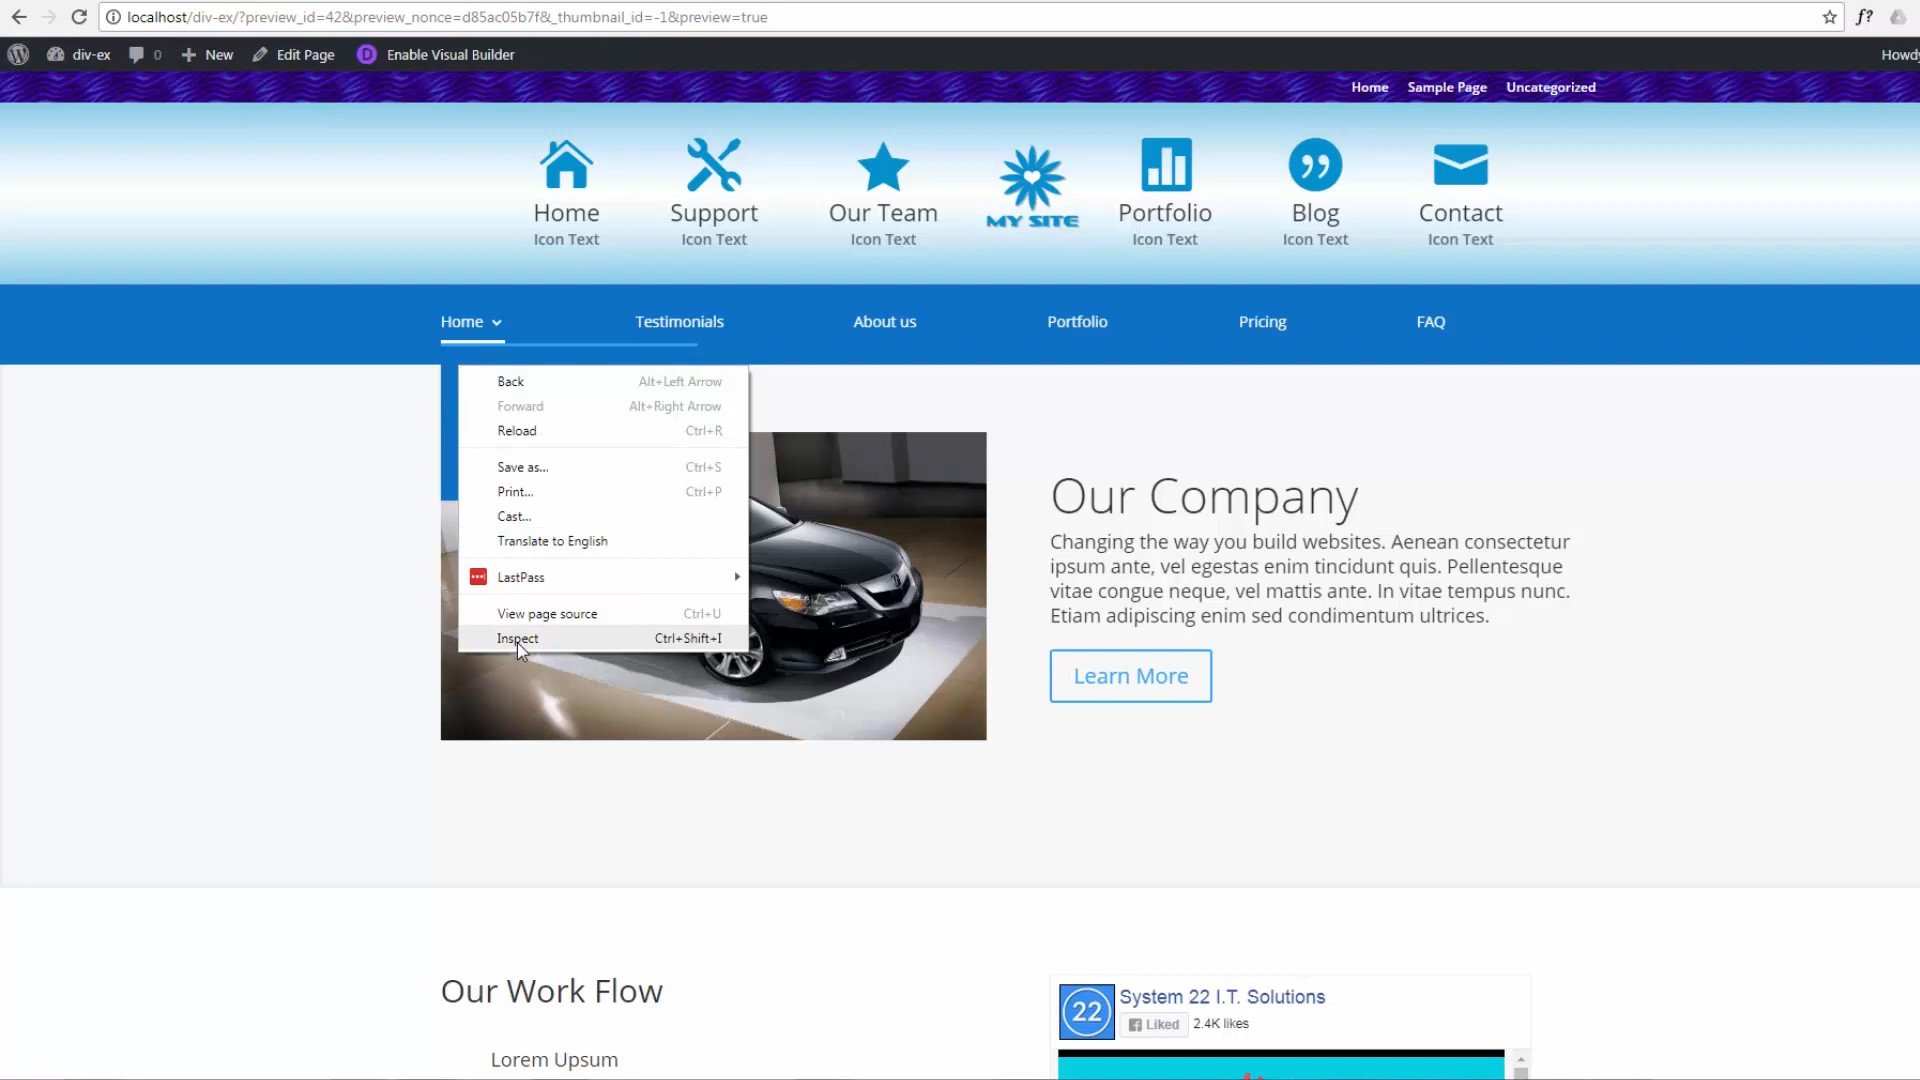 localhost/div-ex/?preview_id=42&preview_nonce=d85ac05b7f&_thumbnail_id=-1&preview=true
f?
div-ex
0
New
Edit Page
D
Enable Visual Builder
Howdy
Home
Sample Page
Uncategorized
Home
Support
Our Team
MY SITE
Portfolio
Blog
Contact
Icon Text
Icon Text
Icon Text
Icon Text
Icon Text
Icon Text
Home
Testimonials
About us
Portfolio
Pricing
FAQ
Back Alt+Left Arrow
Forward Alt+Right Arrow
Reload Ctrl+R
Save as... Ctrl+S
Print... Ctrl+P
Cast...
Translate to English
LastPass
View page source Ctrl+U
Inspect Ctrl+Shift+I
Our Company
Changing the way you build websites. Aenean consectetur
ipsum ante, vel egestas enim tincidunt quis. Pellentesque
vitae congue neque, vel mattis ante. In vitae tempus nunc.
Etiam adipiscing enim sed condimentum ultrices.
Learn More
Our Work Flow
Lorem Upsum
22
System 22 I.T. Solutions
Liked
2.4K likes